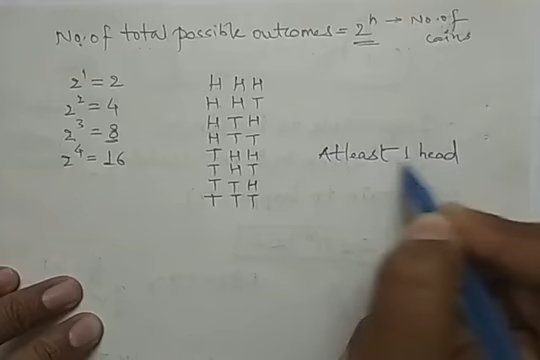 No. of total possible outcomes = 2^n → No. of coins
2^1 = 2
2^2 = 4
2^3 = 8
2^4 = 16
H H H
H H T
H T H
H T T
T H H
T H T
T T H
T T T
Atleast 1 head